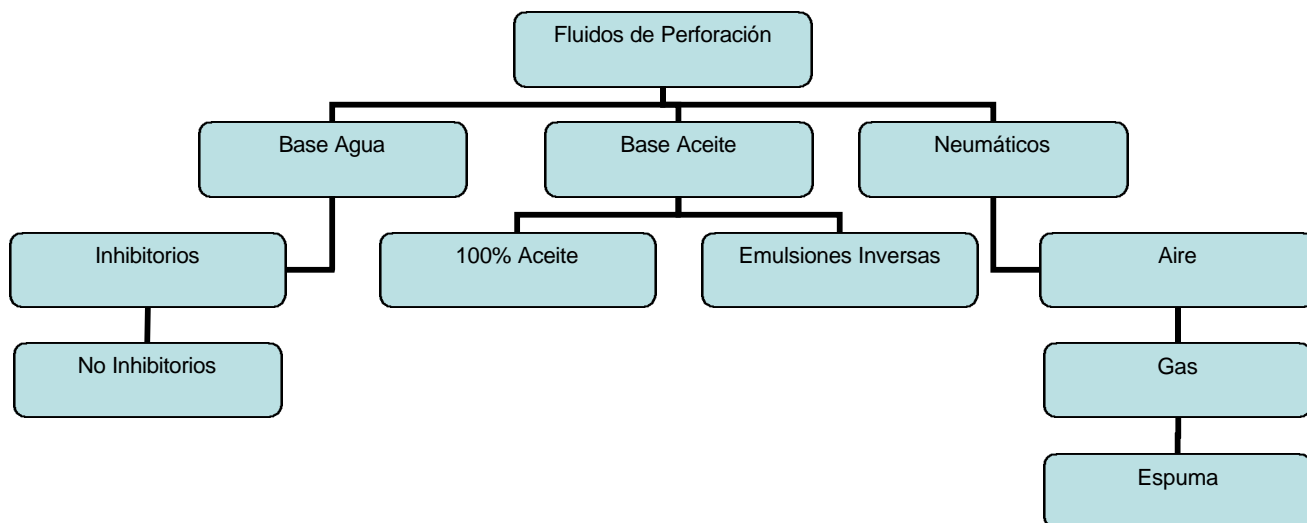 Fluidos de Perforación
Base Agua
Base Aceite
Neumáticos
Inhibitorios
100% Aceite
Emulsiones Inversas
Aire
No Inhibitorios
Gas
Espuma